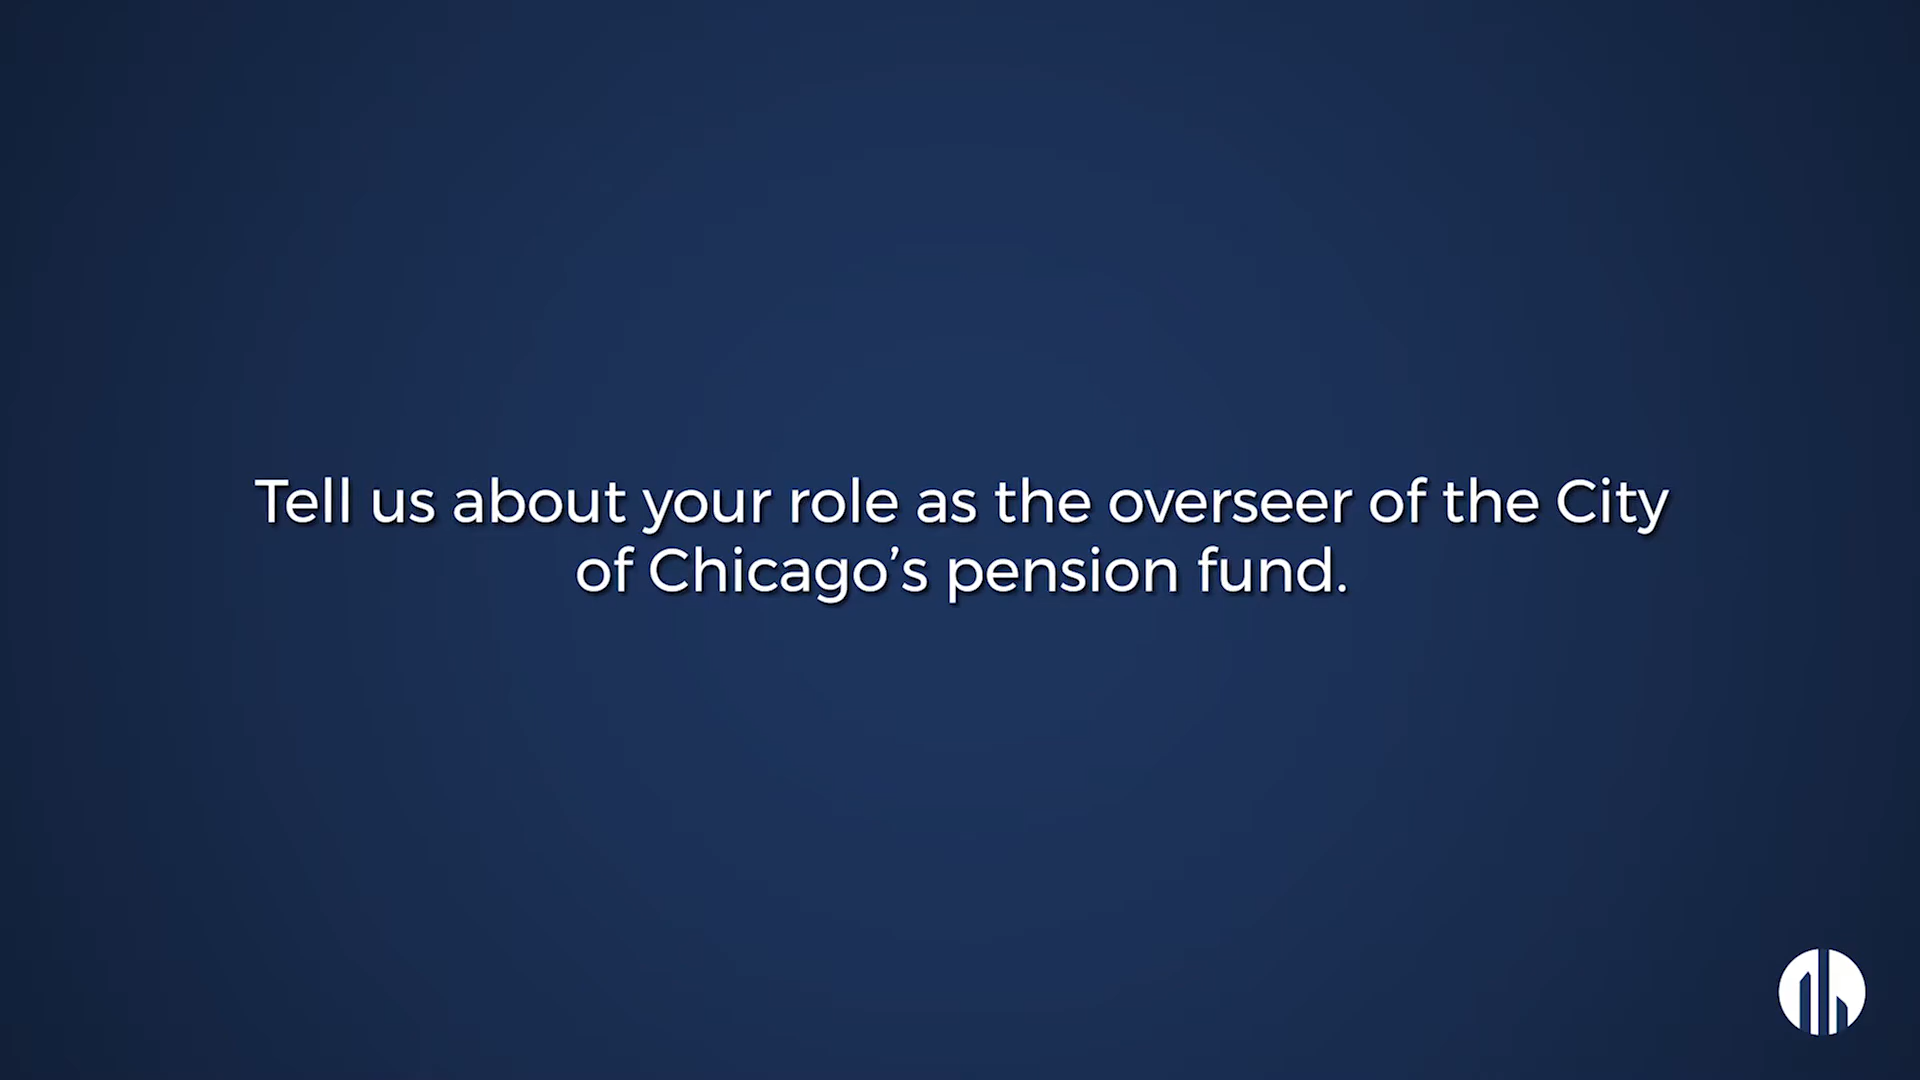 Tell us about your role as the overseer of the City
of Chicago’s pension fund.